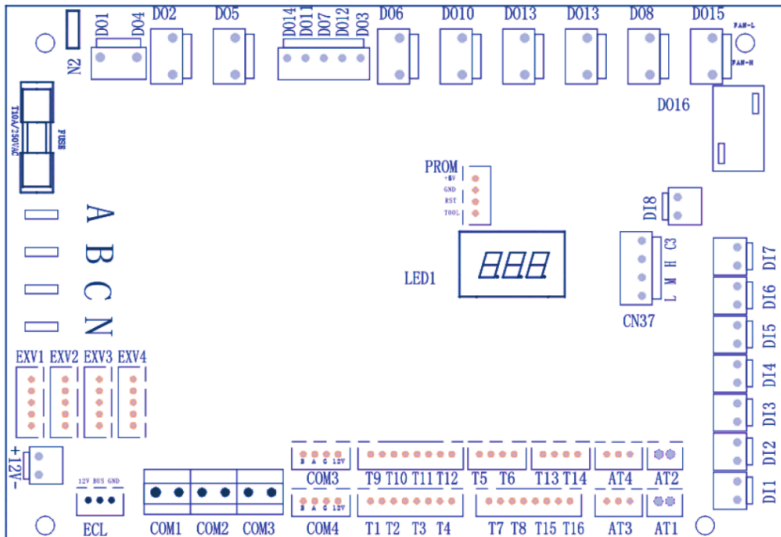 DO1
DO4
DO2
DO5
DO14
DO11
DO7
DO12
DO3
DO6
DO10
DO13
DO13
DO8
DO15
FAN-L
FAN-H
N2
DO16
T10A/250VAC
FUSE
PROM
+5V
GND
RST
TOOL
DI8
A
B
C
N
LED1
L M H C3
CN37
DI7
DI6
DI5
DI4
DI3
DI2
DI1
EXV1 EXV2 EXV3 EXV4
+12V-
B A G 12V
COM3
T9 T10 T11 T12
T5 T6
T13 T14
AT4
AT2
12V BUS GND
ECL
COM1 COM2 COM3
B A G 12V
COM4
T1 T2 T3 T4
T7 T8 T15 T16
AT3
AT1